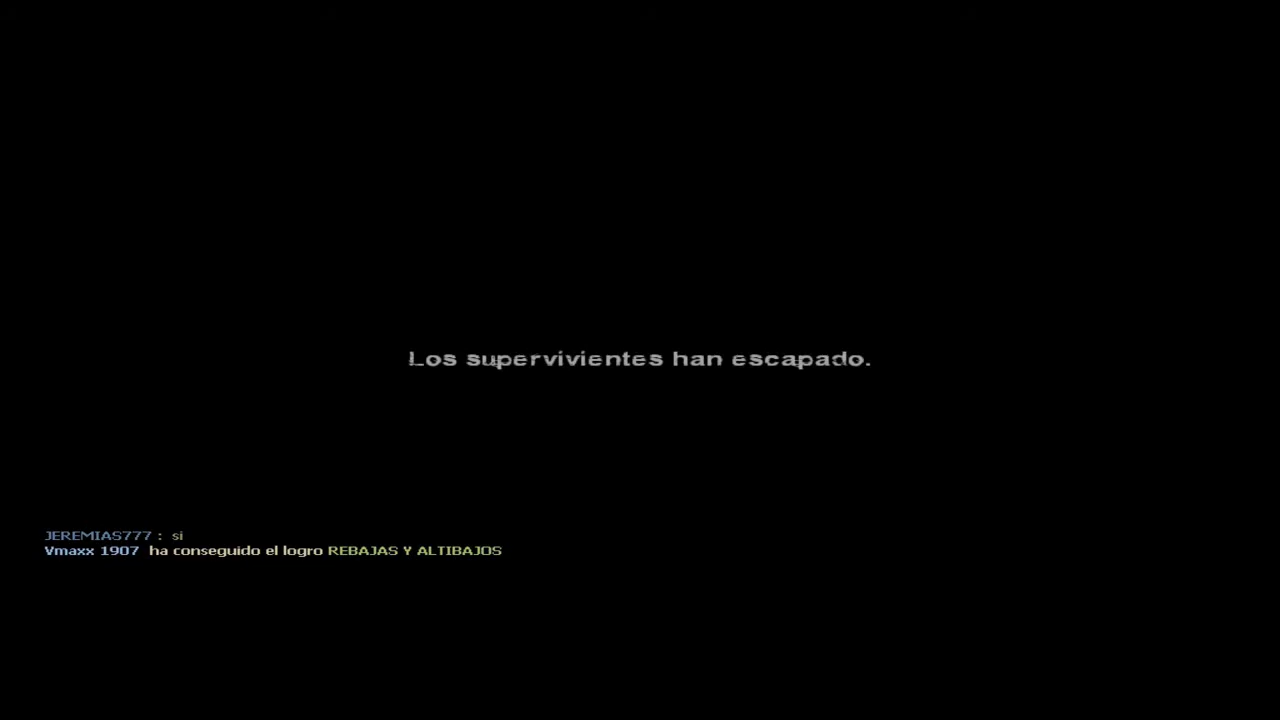 Los supervivientes han escapado.
JEREMIAS777 : si
Vmaxx 1907 ha conseguido el logro REBAJAS Y ALTIBAJOS